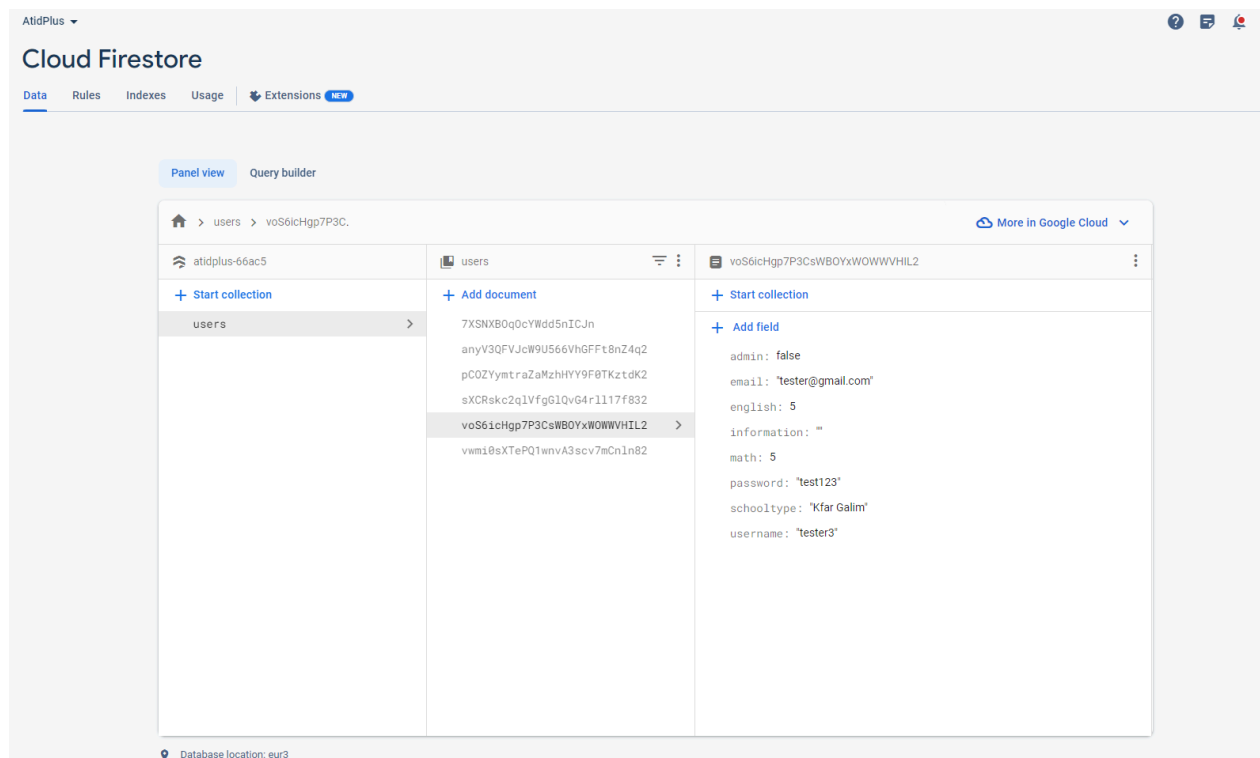 AtidPlus
Cloud Firestore
Data Rules Indexes Usage Extensions NEW
Panel view Query builder
users voS6icHgp7P3C.
More in Google Cloud
atidplus-66ac5
Start collection
users
users
Add document
7XSNXBOqOcYWdd5nICJn
anyV3QFVJcW9U566VhGFFt8nZ4q2
pCOZYymtraZaMzhHYY9F0TKztdK2
sXCRskc2qlVfgGlQvG4rll17f832
voS6icHgp7P3CsWBOYxWOWWVHIL2
vwmi0sXTePQ1wnvA3scv7mCnln82
voS6icHgp7P3CsWBOYxWOWWVHIL2
Start collection
Add field
admin: false
email: "tester@gmail.com"
english: 5
information: ""
math: 5
password: "test123"
schooltype: "Kfar Galim"
username: "tester3"
Database location: eur3